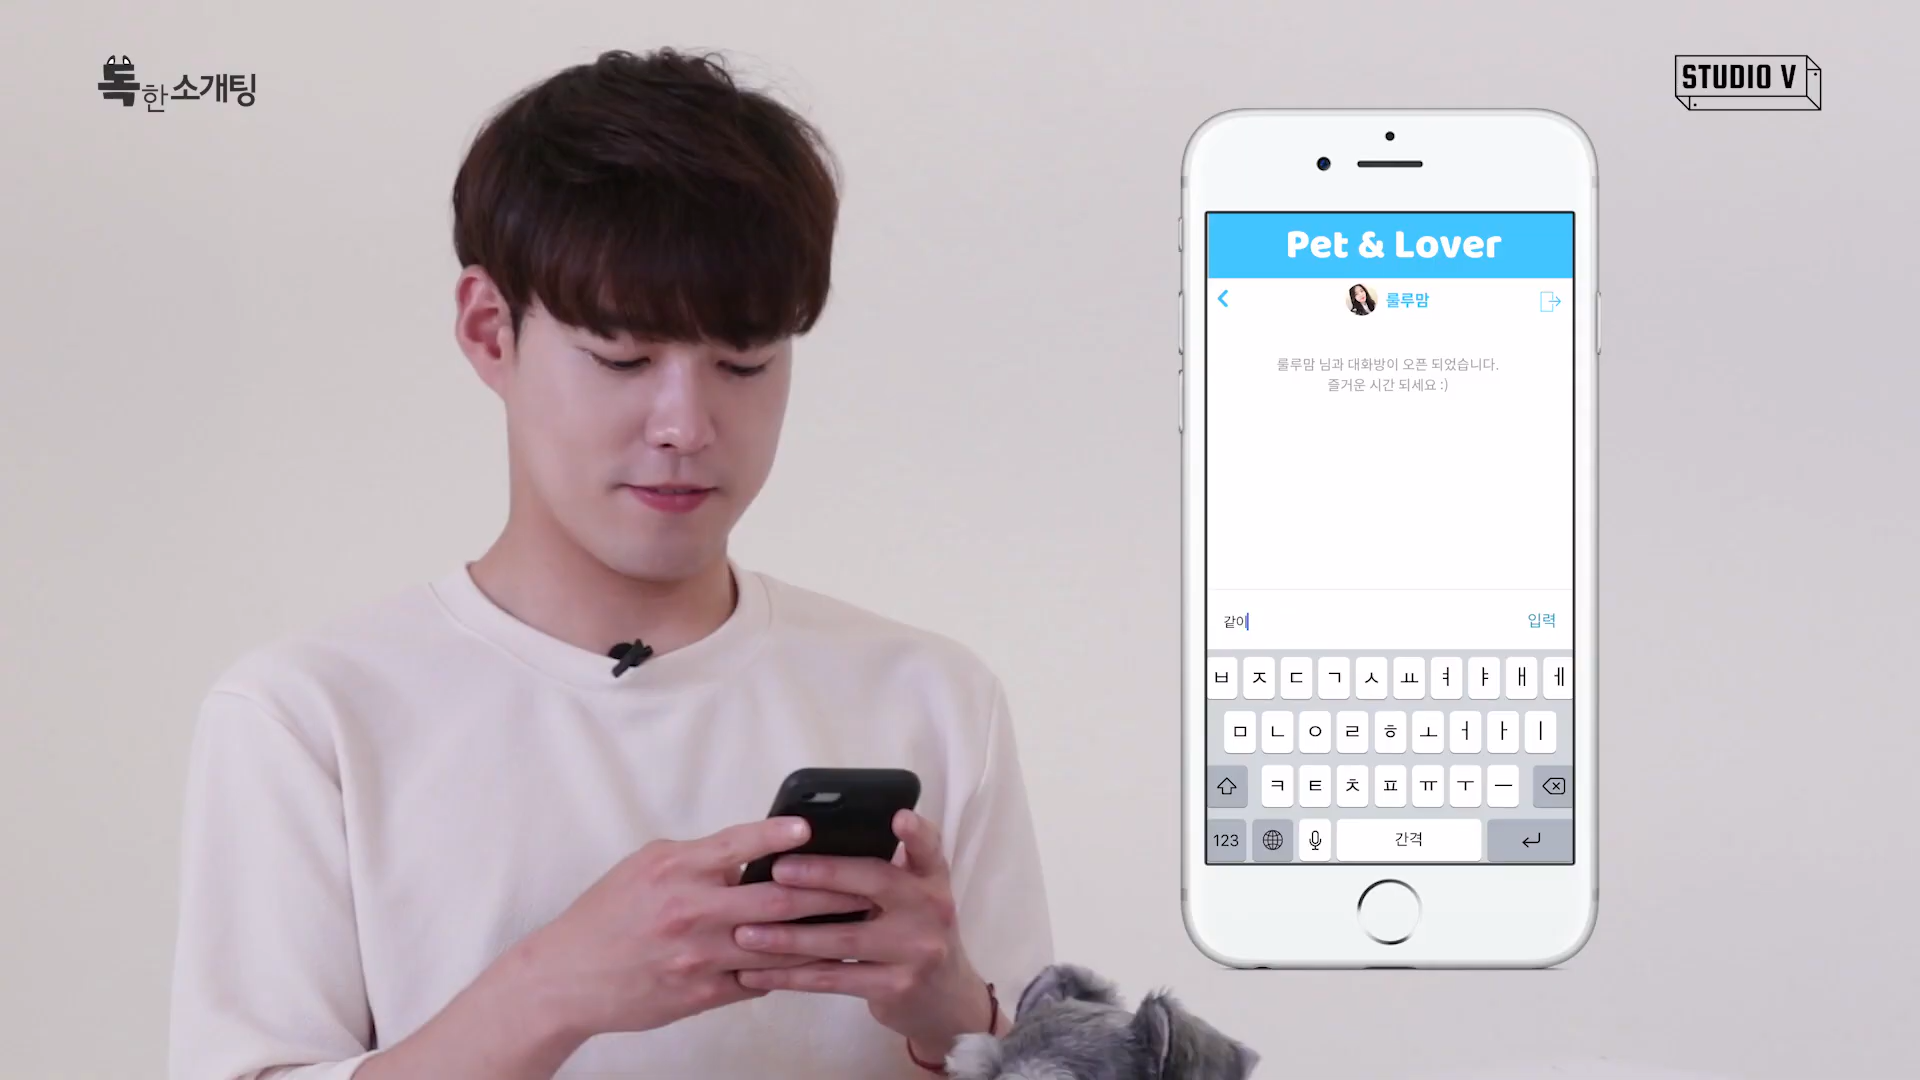 독한소개팅
STUDIO V
Pet & Lover
룰루맘
룰루맘 님과 대화방이 오픈 되었습니다.
즐거운 시간 되세요 :)
같이
입력
ㅂ ㅈ ㄷ ㄱ ㅅ ㅛ ㅕ ㅑ ㅐ ㅔ
ㅁ ㄴ ㅇ ㄹ ㅎ ㅗ ㅓ ㅏ ㅣ
ㅋ ㅌ ㅊ ㅍ ㅠ ㅜ ㅡ
123
간격